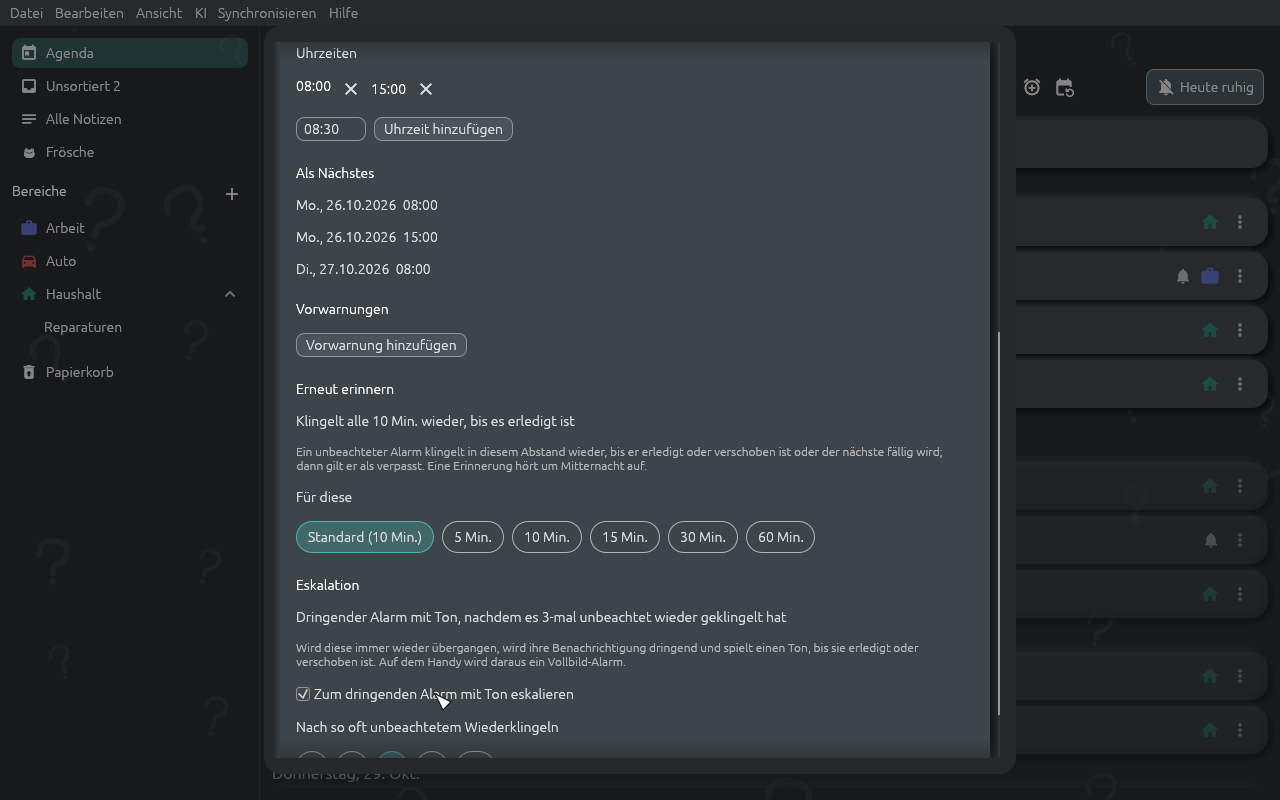 Datei Bearbeiten Ansicht KI Synchronisieren Hilfe
Agenda
Unsortiert 2
Alle Notizen
Frösche
Bereiche
Arbeit
Auto
Haushalt
Reparaturen
Papierkorb
Heute ruhig
Uhrzeiten
08:00 15:00
08:30 Uhrzeit hinzufügen
Als Nächstes
Mo., 26.10.2026 08:00
Mo., 26.10.2026 15:00
Di., 27.10.2026 08:00
Vorwarnungen
Vorwarnung hinzufügen
Erneut erinnern
Klingelt alle 10 Min. wieder, bis es erledigt ist
Ein unbeachteter Alarm klingelt in diesem Abstand wieder, bis er erledigt oder verschoben ist oder der nächste fällig wird;
dann gilt er als verpasst. Eine Erinnerung hört um Mitternacht auf.
Für diese
Standard (10 Min.) 5 Min. 10 Min. 15 Min. 30 Min. 60 Min.
Eskalation
Dringender Alarm mit Ton, nachdem es 3-mal unbeachtet wieder geklingelt hat
Wird diese immer wieder übergangen, wird ihre Benachrichtigung dringend und spielt einen Ton, bis sie erledigt oder
verschoben ist. Auf dem Handy wird daraus ein Vollbild-Alarm.
Zum dringenden Alarm mit Ton eskalieren
Nach so oft unbeachtetem Wiederklingeln
Donnerstag, 29. Okt.